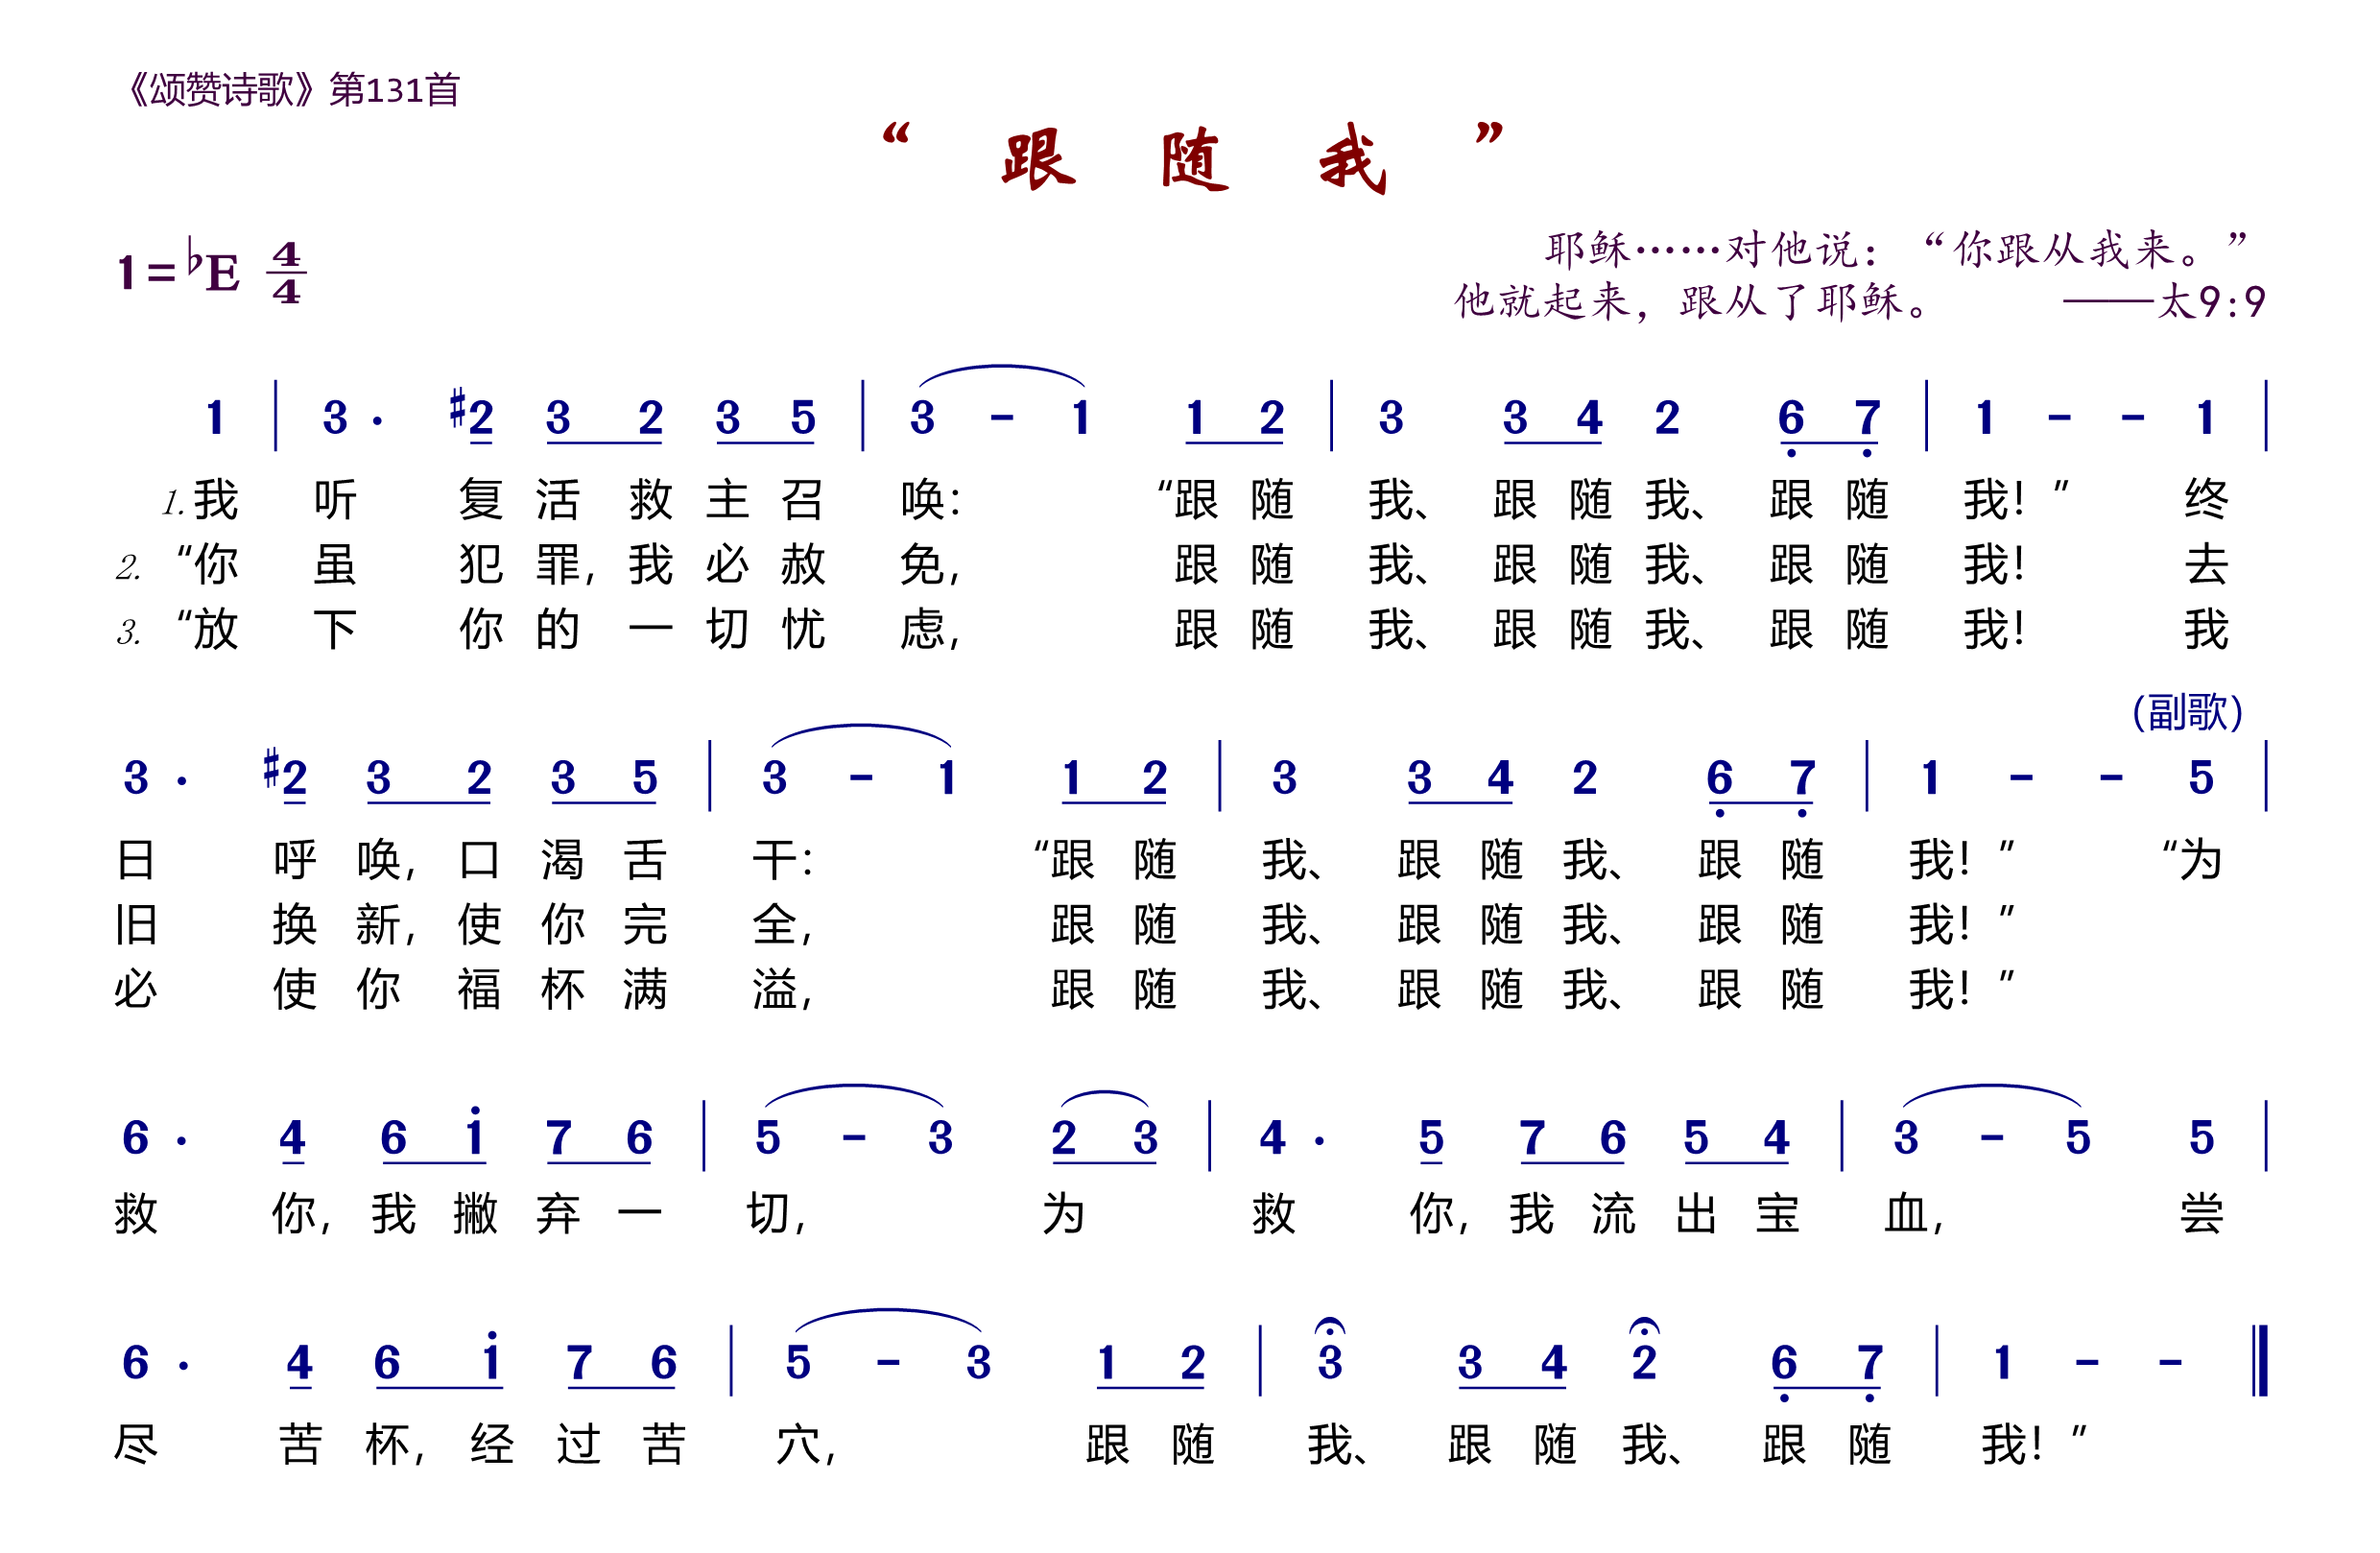 《颂赞诗歌》第131首
“ 跟 随 我 ”
1=♭E 4/4
耶稣……对他说：“你跟从我来。”
他就起来，跟从了耶稣。 ——太9:9
1 | 3 · #2 3 2 3 5 | 3 - 1 1 2 | 3 3 4 2 6̣ 7̣ | 1 - - 1 |
1. 我 听 复 活 救 主 召 唤： “跟 随 我、 跟 随 我、 跟 随 我！” 终
2. “你 虽 犯 罪，我 必 赦 免， 跟 随 我、 跟 随 我、 跟 随 我！ 去
3. “放 下 你 的 一 切 忧 虑， 跟 随 我、 跟 随 我、 跟 随 我！ 我
(副歌)
3 · #2 3 2 3 5 | 3 - 1 1 2 | 3 3 4 2 6̣ 7̣ | 1 - - 5 |
日 呼 唤，口 渴 舌 干： “跟 随 我、 跟 随 我、 跟 随 我！” “为
旧 换 新，使 你 完 全， 跟 随 我、 跟 随 我、 跟 随 我！”
必 使 你 福 杯 满 溢， 跟 随 我、 跟 随 我、 跟 随 我！”
6 · 4 6 1̇ 7 6 | 5 - 3 2 3 | 4 · 5 7 6 5 4 | 3 - 5 5 |
救 你，我 撇 弃 一 切， 为 救 你，我 流 出 宝 血， 尝
6 · 4 6 1̇ 7 6 | 5 - 3 1 2 | 3 3 4 2 6̣ 7̣ | 1 - - ‖
尽 苦 杯，经 过 苦 穴， 跟 随 我、 跟 随 我、 跟 随 我！”